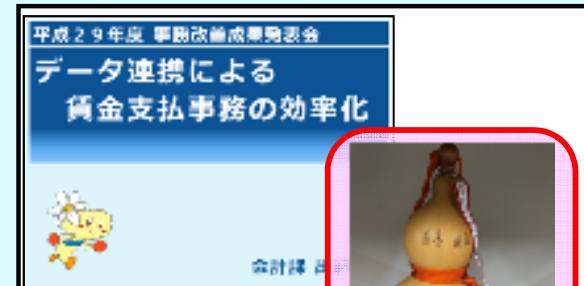 平成29年度 事務改善成果発表会
データ連携による
賃金支払事務の効率化
会計課